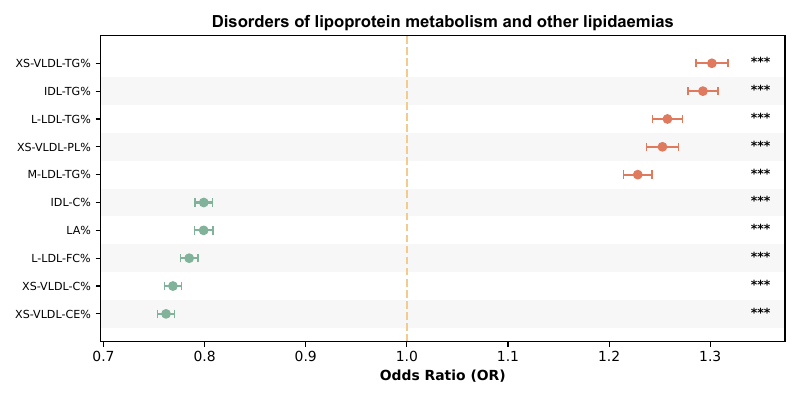 Disorders of lipoprotein metabolism and other lipidaemias
XS-VLDL-TG% ***
IDL-TG% ***
L-LDL-TG% ***
XS-VLDL-PL% ***
M-LDL-TG% ***
IDL-C% ***
LA% ***
L-LDL-FC% ***
XS-VLDL-C% ***
XS-VLDL-CE% ***
0.7 0.8 0.9 1.0 1.1 1.2 1.3
Odds Ratio (OR)